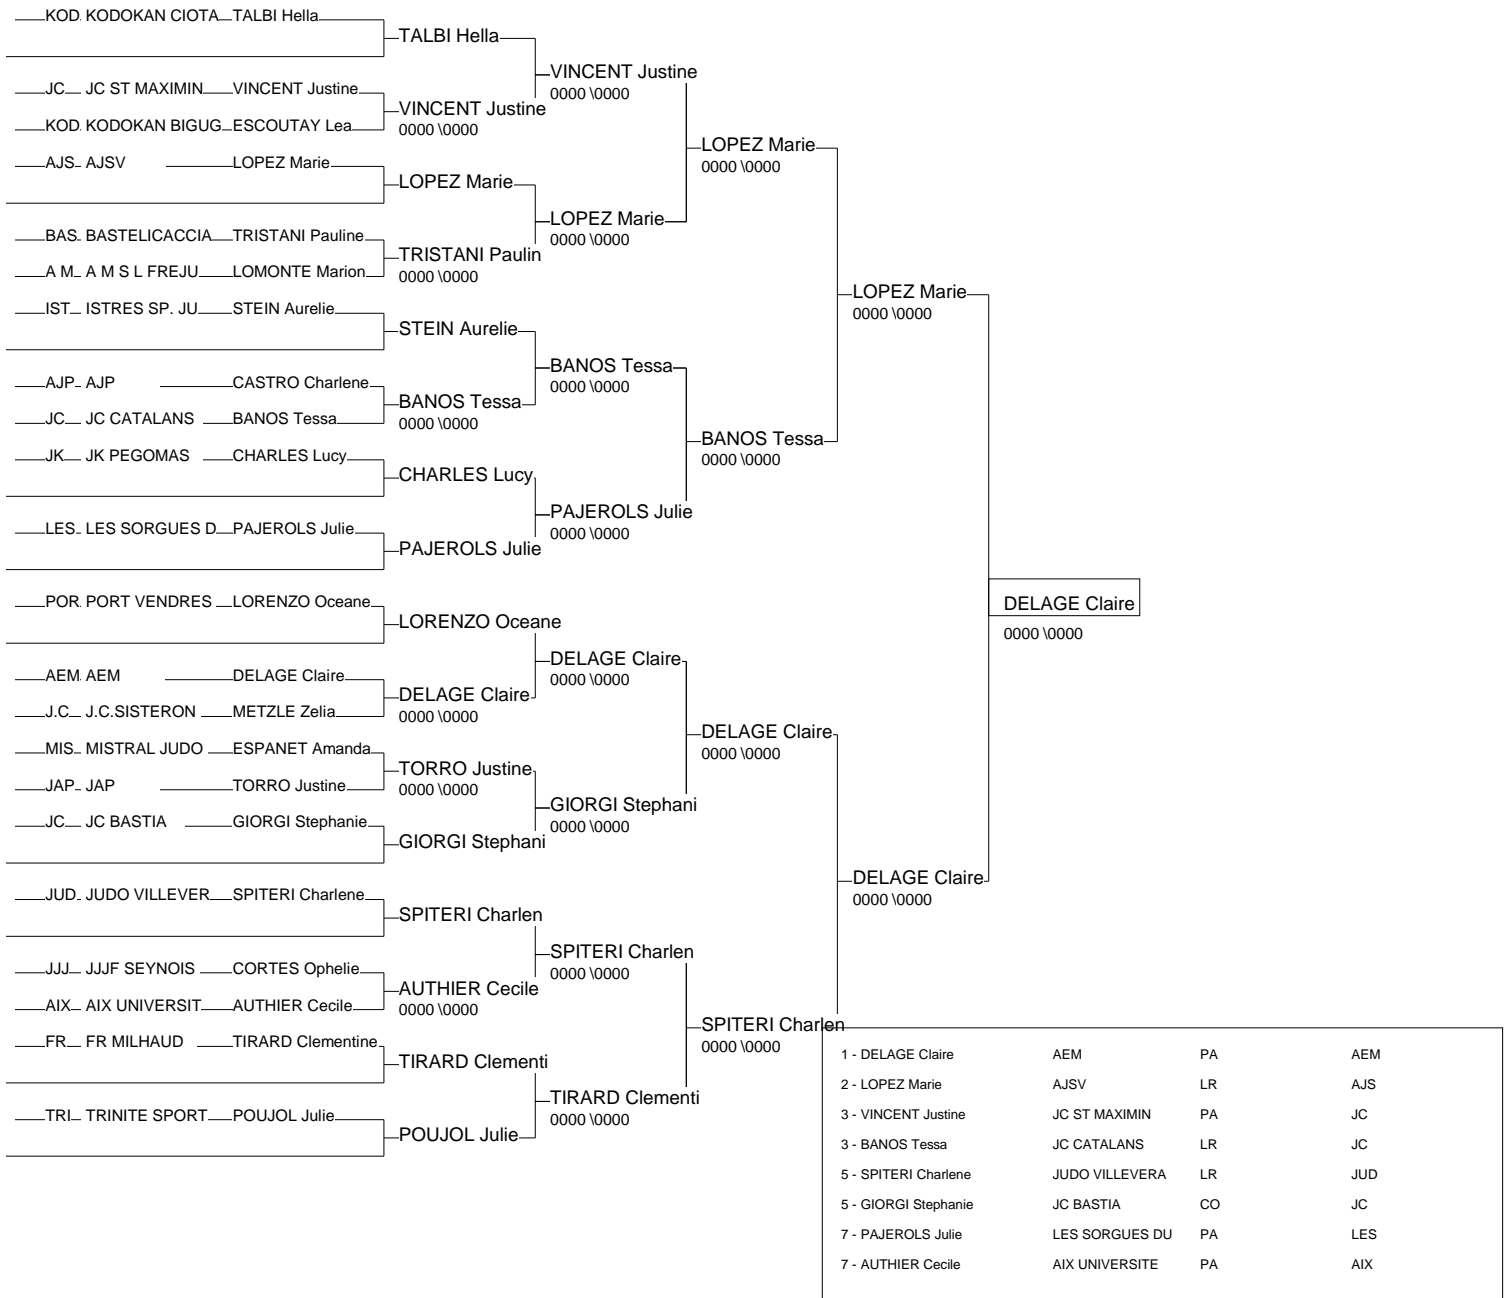 KOD KODOKAN CIOTA TALBI Hella
TALBI Hella
VINCENT Justine
0000 \0000
JC JC ST MAXIMIN VINCENT Justine
VINCENT Justine
0000 \0000
KOD KODOKAN BIGUG ESCOUTAY Lea
LOPEZ Marie
0000 \0000
AJS AJSV LOPEZ Marie
LOPEZ Marie
LOPEZ Marie
0000 \0000
BAS BASTELICACCIA TRISTANI Pauline
TRISTANI Paulin
0000 \0000
A M A M S L FREJU LOMONTE Marion
LOPEZ Marie
0000 \0000
IST ISTRES SP. JU STEIN Aurelie
STEIN Aurelie
BANOS Tessa
0000 \0000
AJP AJP CASTRO Charlene
BANOS Tessa
0000 \0000
JC JC CATALANS BANOS Tessa
BANOS Tessa
0000 \0000
JK JK PEGOMAS CHARLES Lucy
CHARLES Lucy
PAJEROLS Julie
0000 \0000
LES LES SORGUES D PAJEROLS Julie
PAJEROLS Julie
DELAGE Claire
0000 \0000
POR PORT VENDRES LORENZO Oceane
LORENZO Oceane
DELAGE Claire
0000 \0000
AEM AEM DELAGE Claire
DELAGE Claire
0000 \0000
J.C J.C.SISTERON METZLE Zelia
DELAGE Claire
0000 \0000
MIS MISTRAL JUDO ESPANET Amanda
TORRO Justine
0000 \0000
JAP JAP TORRO Justine
GIORGI Stephani
0000 \0000
JC JC BASTIA GIORGI Stephanie
GIORGI Stephani
DELAGE Claire
0000 \0000
JUD JUDO VILLEVER SPITERI Charlene
SPITERI Charlen
SPITERI Charlen
0000 \0000
JJJ JJJF SEYNOIS CORTES Ophelie
AUTHIER Cecile
0000 \0000
AIX AIX UNIVERSIT AUTHIER Cecile
SPITERI Charlen
0000 \0000
FR FR MILHAUD TIRARD Clementine
TIRARD Clementi
TIRARD Clementi
0000 \0000
TRI TRINITE SPORT POUJOL Julie
POUJOL Julie
1 - DELAGE Claire AEM PA AEM
2 - LOPEZ Marie AJSV LR AJS
3 - VINCENT Justine JC ST MAXIMIN PA JC
3 - BANOS Tessa JC CATALANS LR JC
5 - SPITERI Charlene JUDO VILLEVERA LR JUD
5 - GIORGI Stephanie JC BASTIA CO JC
7 - PAJEROLS Julie LES SORGUES DU PA LES
7 - AUTHIER Cecile AIX UNIVERSITE PA AIX